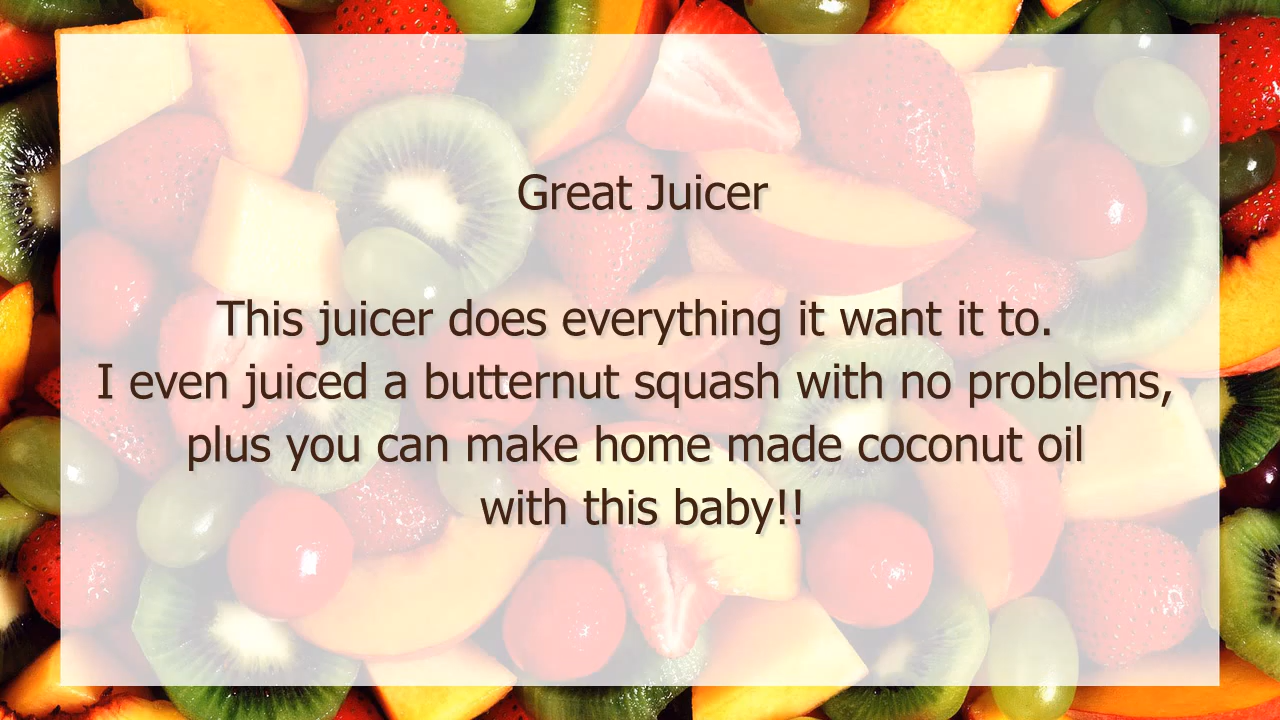 Great Juicer
This juicer does everything it want it to.
I even juiced a butternut squash with no problems,
plus you can make home made coconut oil
with this baby!!